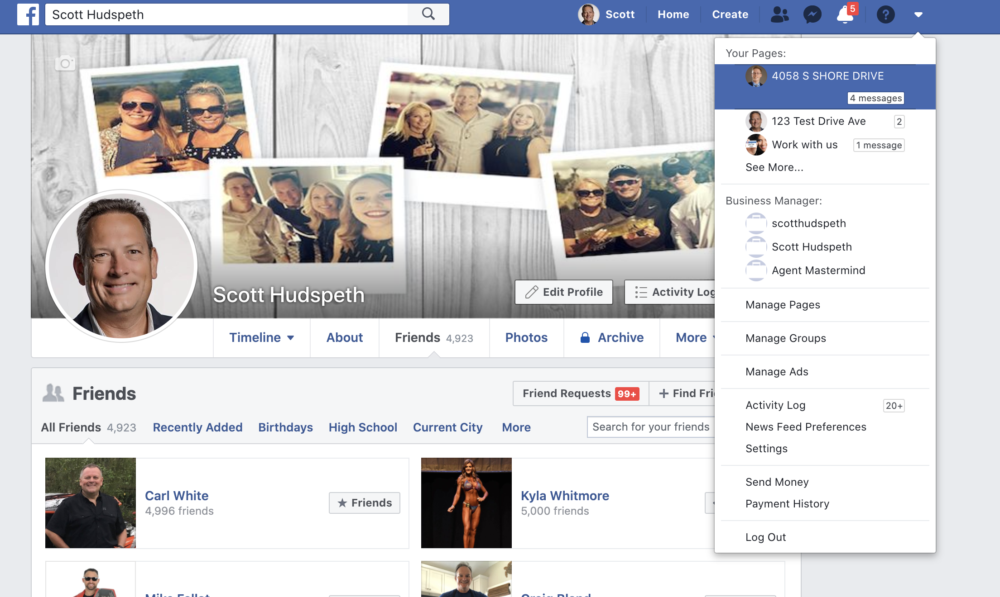 Scott Hudspeth
Scott
Home
Create
5
?
Your Pages:
4058 S SHORE DRIVE
4 messages
123 Test Drive Ave
2
Work with us
1 message
See More...
Business Manager:
scotthudspeth
Scott Hudspeth
Agent Mastermind
Manage Pages
Manage Groups
Manage Ads
Activity Log
20+
News Feed Preferences
Settings
Send Money
Payment History
Log Out
Scott Hudspeth
Edit Profile
Activity Log
Timeline
About
Friends 4,923
Photos
Archive
More
Friends
Friend Requests 99+
+ Find Fri
All Friends 4,923
Recently Added
Birthdays
High School
Current City
More
Search for your friends
Carl White
4,996 friends
Friends
Kyla Whitmore
5,000 friends